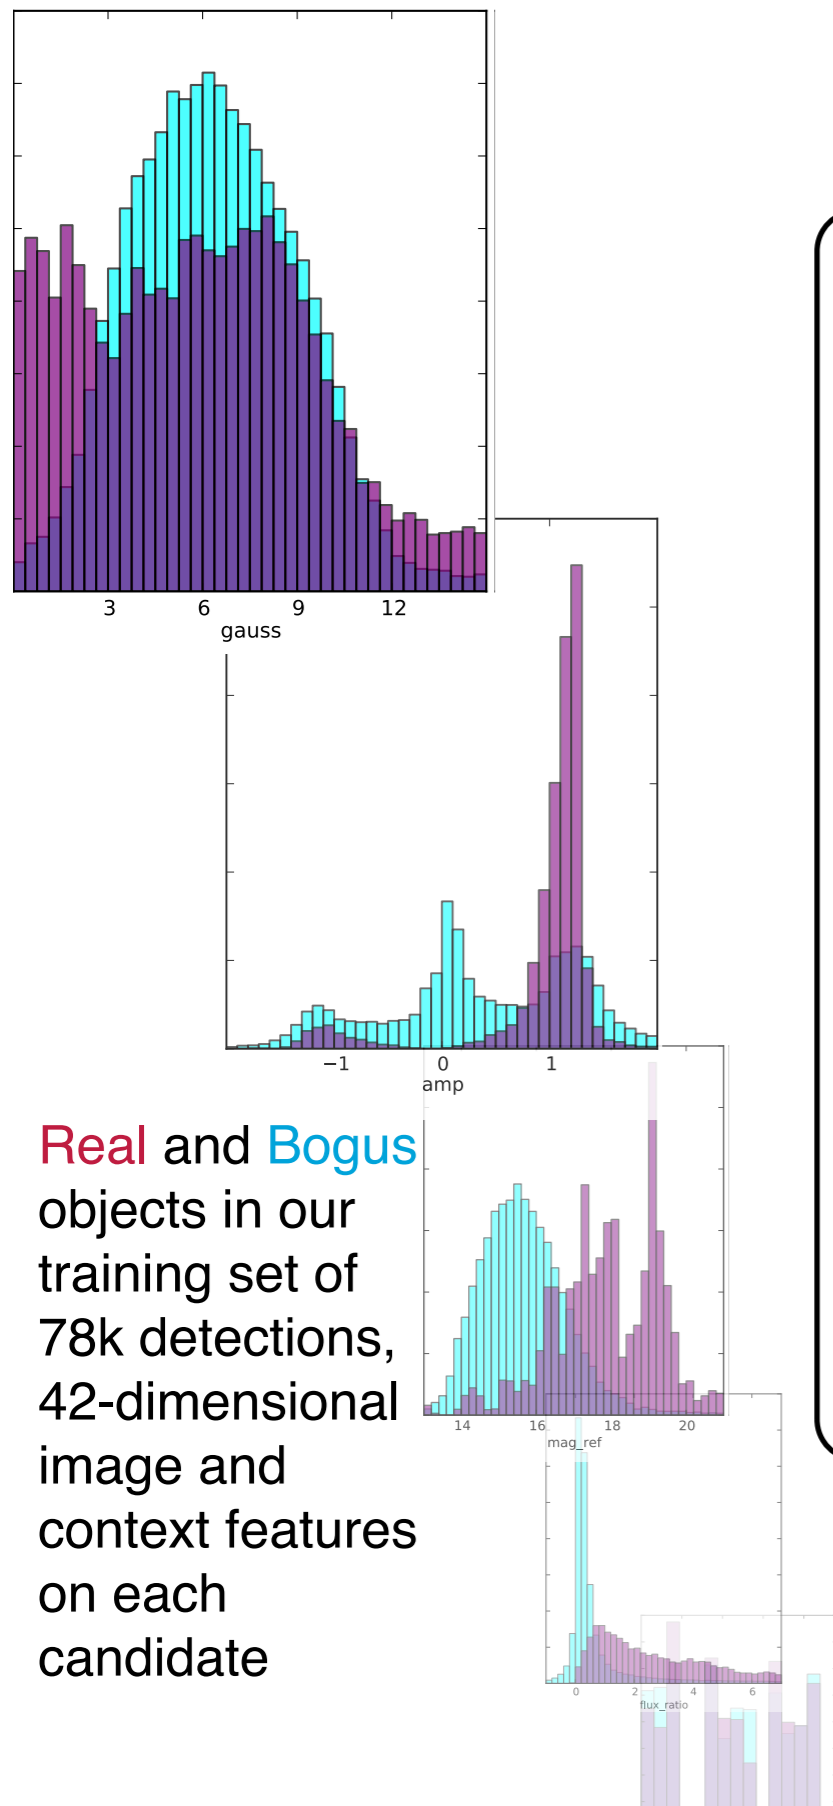 3 6 9 12
gauss
−1 0 1
amp
Real and Bogus
objects in our
training set of
78k detections,
42-dimensional
image and
context features
on each
candidate
14 16 18 20
mag_ref
0 2 4 6
flux_ratio